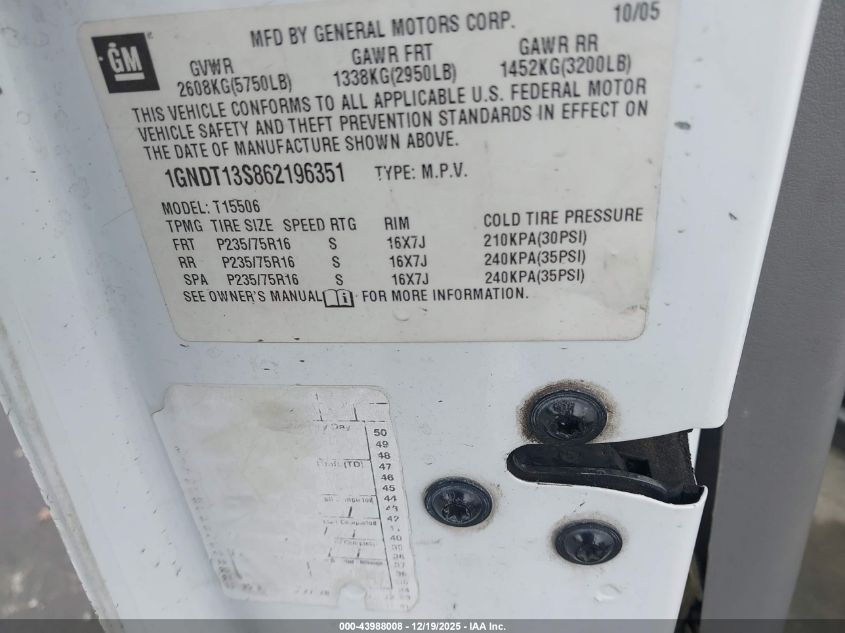 GM
MFD BY GENERAL MOTORS CORP.
10/05
GVWR GAWR FRT GAWR RR
2608KG(5750LB) 1338KG(2950LB) 1452KG(3200LB)
THIS VEHICLE CONFORMS TO ALL APPLICABLE U.S. FEDERAL MOTOR
VEHICLE SAFETY AND THEFT PREVENTION STANDARDS IN EFFECT ON
THE DATE OF MANUFACTURE SHOWN ABOVE.
1GNDT13S862196351 TYPE: M.P.V.
MODEL: T15506
TPMG TIRE SIZE SPEED RTG RIM COLD TIRE PRESSURE
FRT P235/75R16 S 16X7J 210KPA(30PSI)
RR P235/75R16 S 16X7J 240KPA(35PSI)
SPA P235/75R16 S 16X7J 240KPA(35PSI)
SEE OWNER'S MANUAL i FOR MORE INFORMATION.
50
49
48
(TD) 47
46
45
44
43
42
40
000-43988008 - 12/19/2025 - IAA Inc.